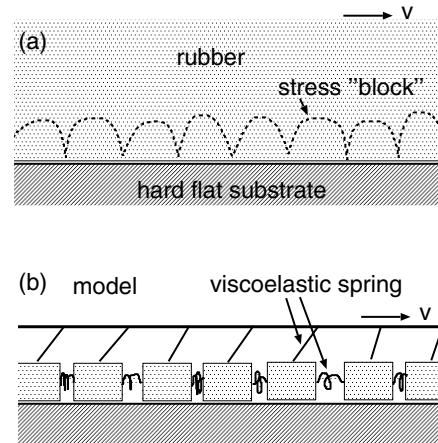 (a)
v
rubber
stress "block"
hard flat substrate
(b)
model
viscoelastic spring
v